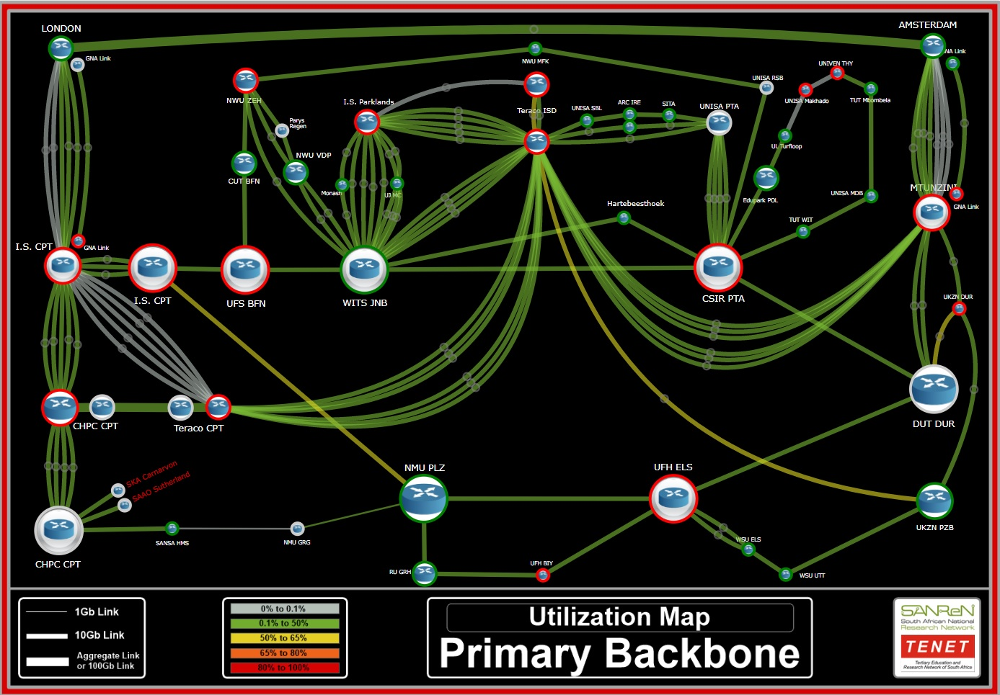 LONDON
AMSTERDAM
GNA Link
NA Link
NWU MFK
UNIVEN THY
UNISA RSB
NWU ZEH
I.S. Parklands
Teraco ISD
UNISA SBL
ARC IRE
SITA
UNISA PTA
UNISA Makhado
TUT Mbombela
Parys
Regen
UL Turfloop
NWU VDP
CUT BFN
Monash
UJ MC
Hartebeesthoek
Edupark POL
UNISA MDB
MTUNZINI
GNA Link
TUT WIT
I.S. CPT
GNA Link
I.S. CPT
UFS BFN
WITS JNB
CSIR PTA
UKZN DUR
CHPC CPT
Teraco CPT
DUT DUR
SKA Carnarvon
SAAO Sutherland
NMU PLZ
UFH ELS
CHPC CPT
SANSA HMS
NMU GRG
WSU ELS
UKZN PZB
RU GRH
UFH BIY
WSU UTT
1Gb Link
10Gb Link
Aggregate Link
or 100Gb Link
0% to 0.1%
0.1% to 50%
50% to 65%
65% to 80%
80% to 100%
Utilization Map
Primary Backbone
SANReN
South African National
Research Network
TENET
Tertiary Education and
Research Network of South Africa